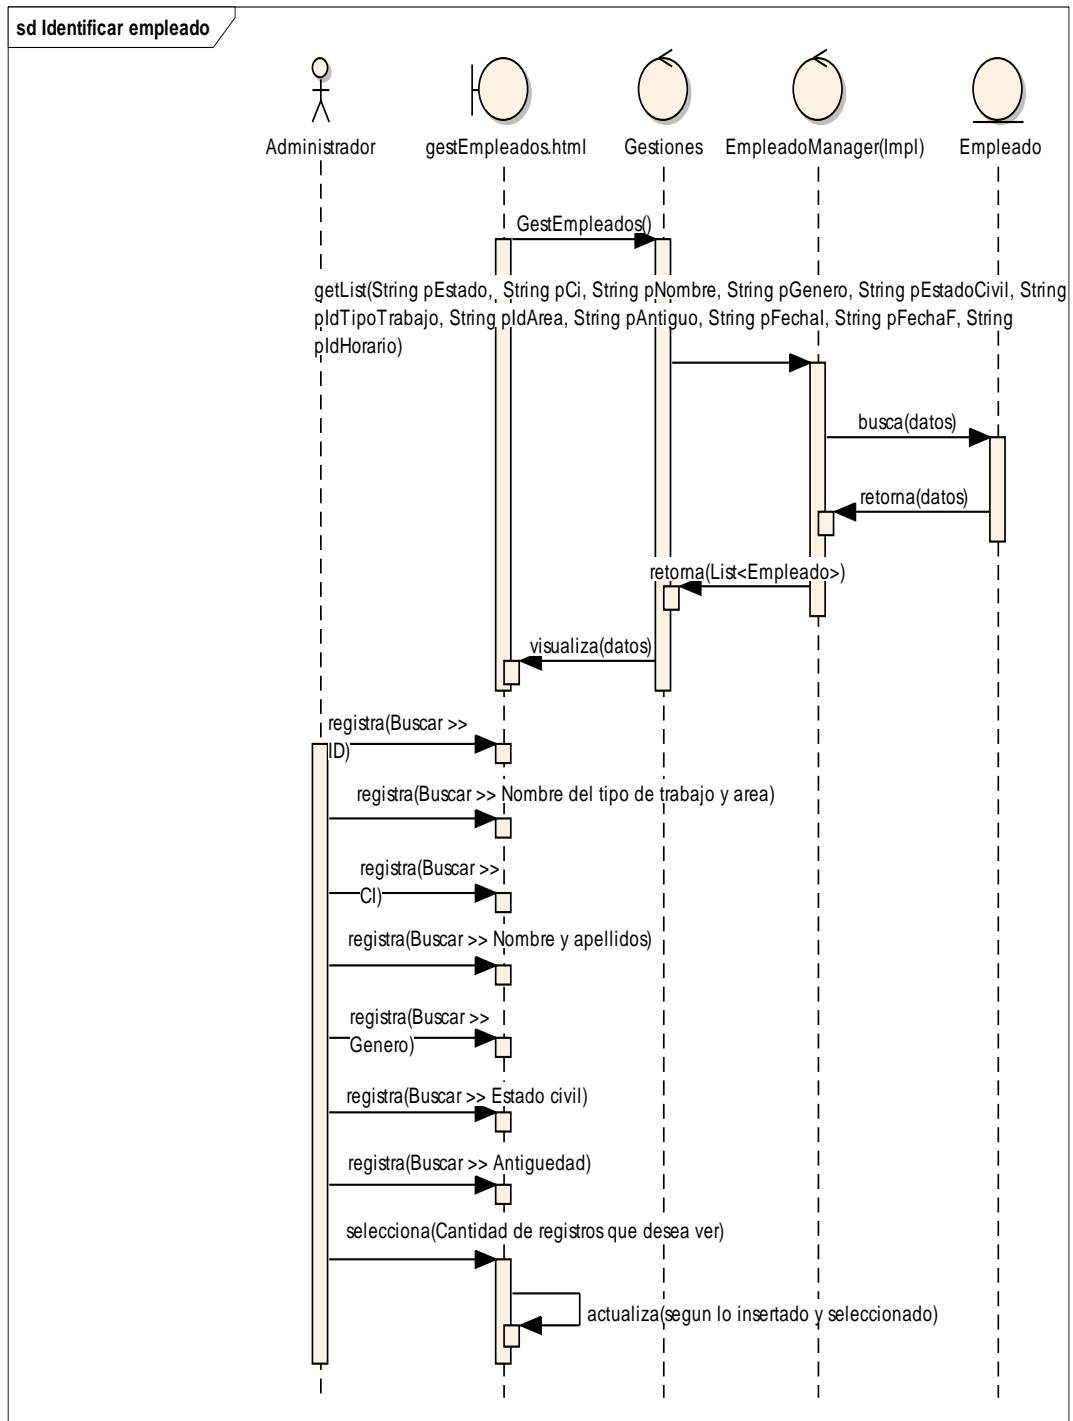 sd Identificar empleado
Administrador
gestEmpleados.html
Gestiones
EmpleadoManager(Impl)
Empleado
GestEmpleados()
getList(String pEstado, String pCi, String pNombre, String pGenero, String pEstadoCivil, String
pIdTipoTrabajo, String pIdArea, String pAntiguo, String pFechaI, String pFechaF, String
pIdHorario)
busca(datos)
retorna(datos)
retorna(List<Empleado>)
visualiza(datos)
registra(Buscar >>
ID)
registra(Buscar >> Nombre del tipo de trabajo y area)
registra(Buscar >>
CI)
registra(Buscar >> Nombre y apellidos)
registra(Buscar >>
Genero)
registra(Buscar >> Estado civil)
registra(Buscar >> Antiguedad)
selecciona(Cantidad de registros que desea ver)
actualiza(segun lo insertado y seleccionado)